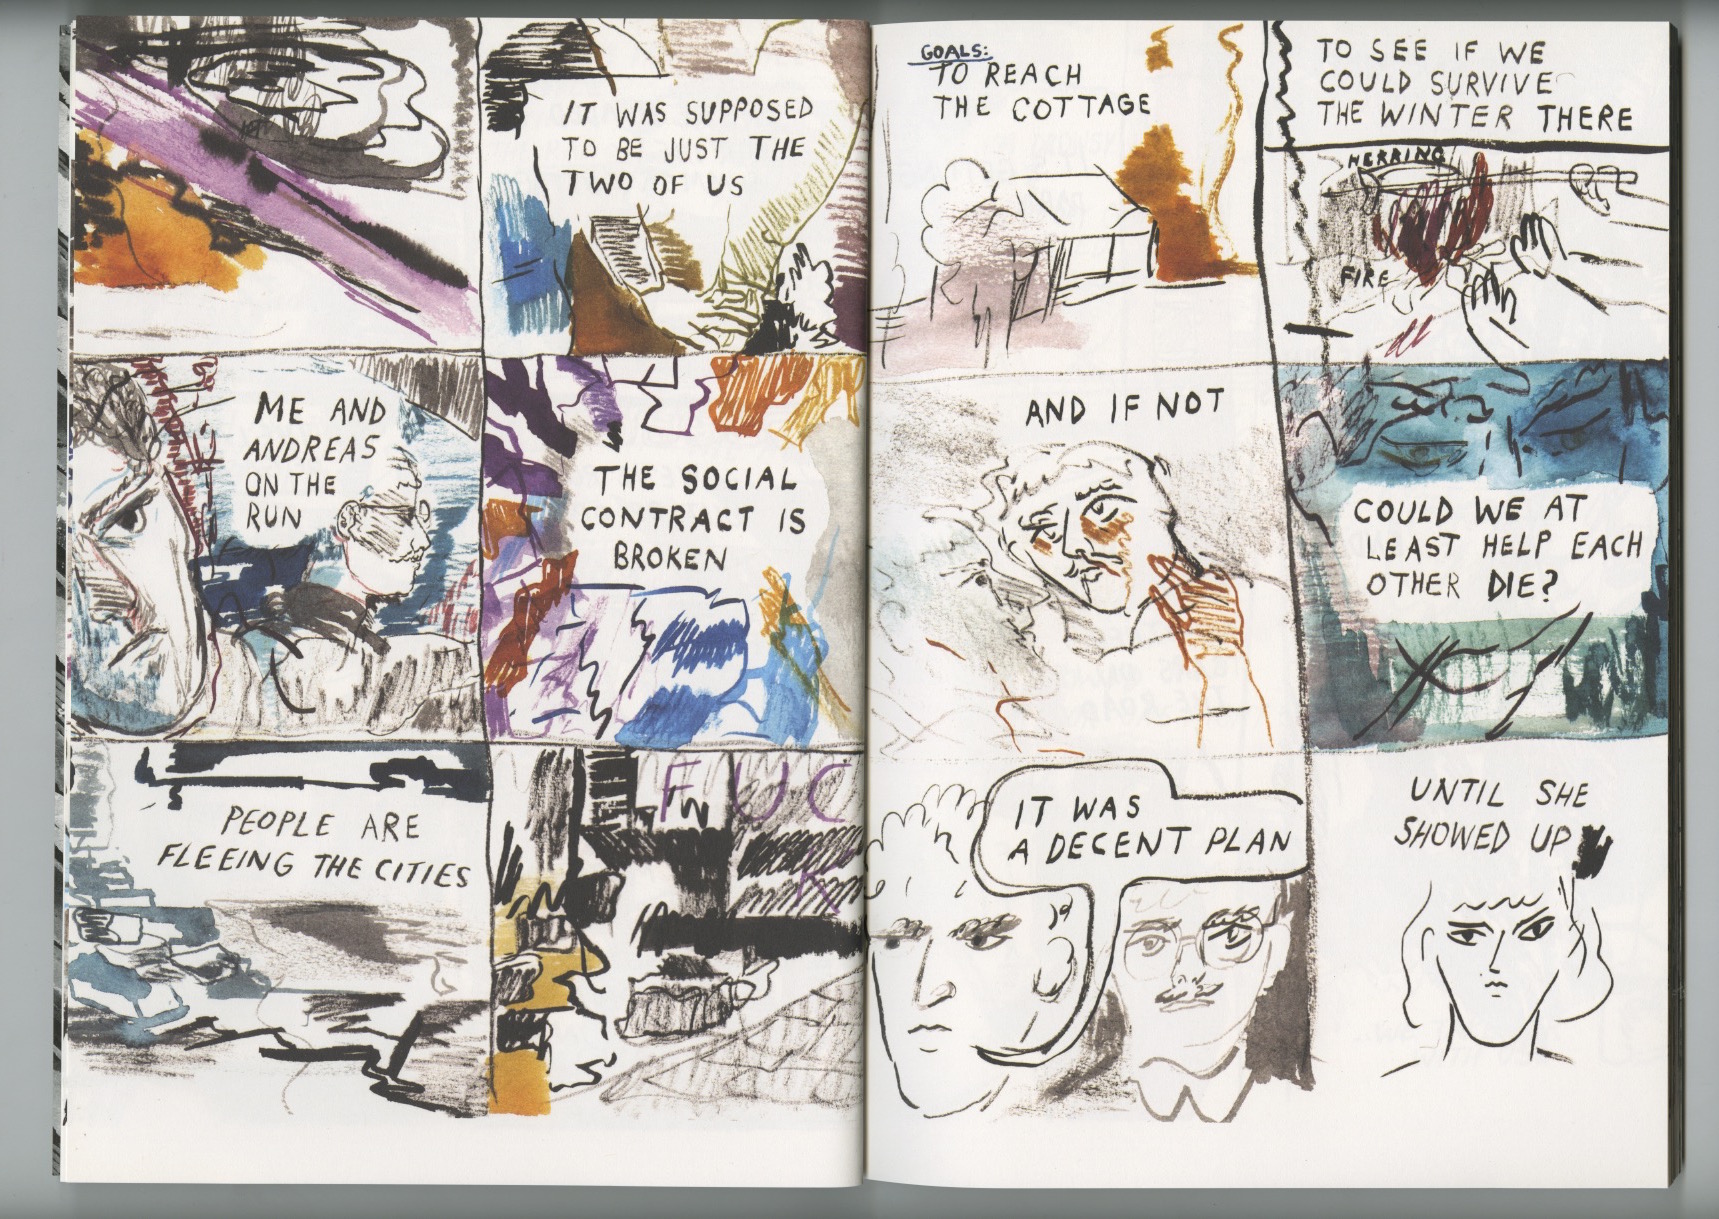 IT WAS SUPPOSED
TO BE JUST THE
TWO OF US
ME AND
ANDREAS
ON THE
RUN
THE SOCIAL
CONTRACT IS
BROKEN
PEOPLE ARE
FLEEING THE CITIES
FUC
K
GOALS:
TO REACH
THE COTTAGE
TO SEE IF WE
COULD SURVIVE
THE WINTER THERE
HERRING
FIRE
AND IF NOT
COULD WE AT
LEAST HELP EACH
OTHER DIE?
IT WAS
A DECENT PLAN
UNTIL SHE
SHOWED UP